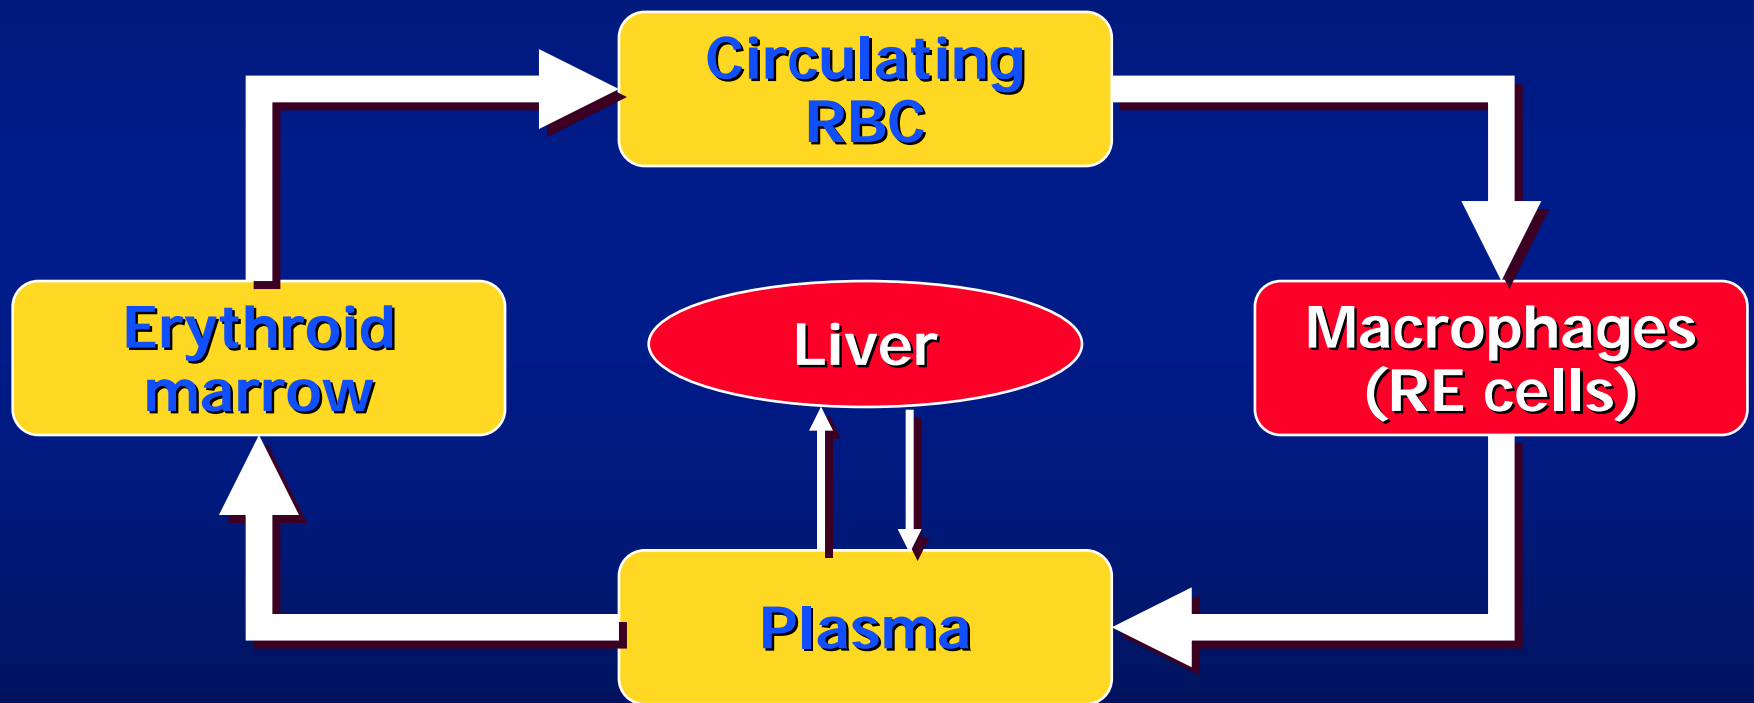 Circulating
RBC
Erythroid
marrow
Liver
Macrophages
(RE cells)
Plasma